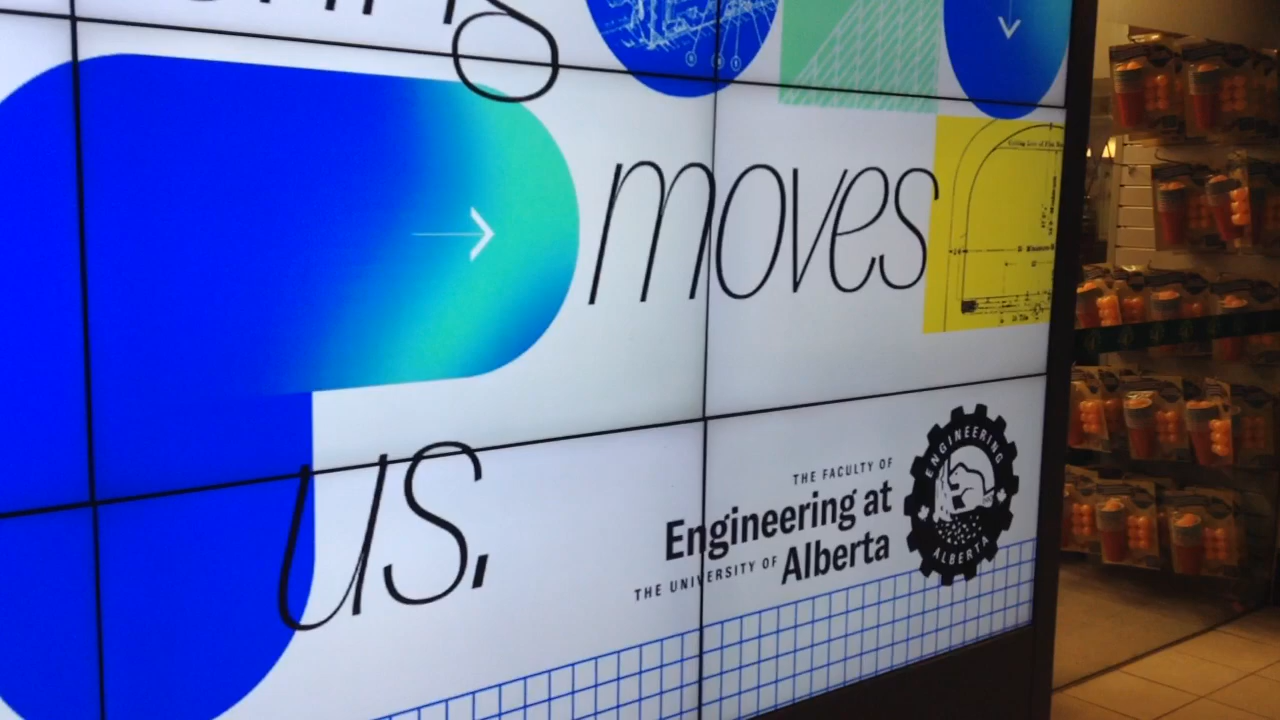 moves
us.
THE FACULTY OF
Engineering at
THE UNIVERSITY OF Alberta
ENGINEERING
ALBERTA